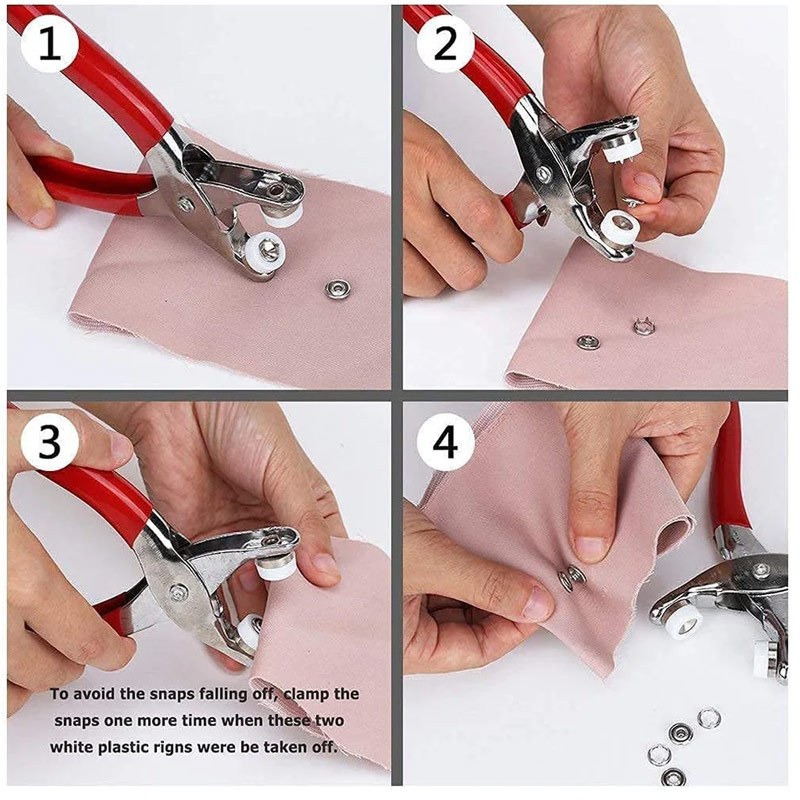 1
2
3
4
To avoid the snaps falling off, clamp the
snaps one more time when these two
white plastic rigns were be taken off.